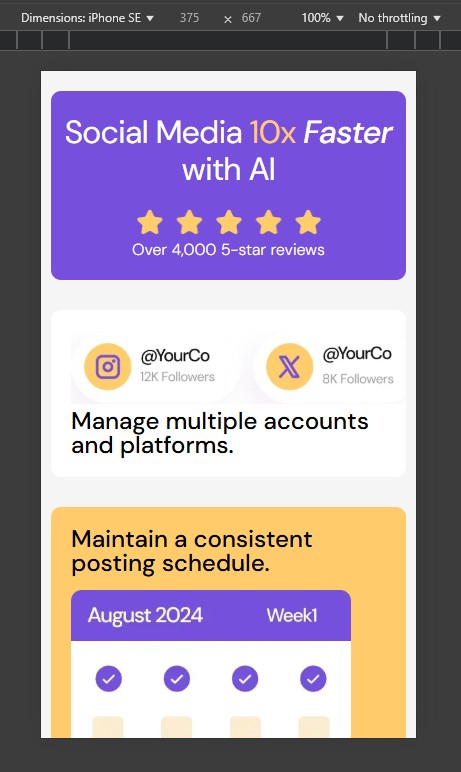 Dimensions: iPhone SE ▼ 375 × 667 100% ▼ No throttling ▼
Social Media 10x Faster
with AI
Over 4,000 5-star reviews
@YourCo
12K Followers
@YourCo
8K Followers
Manage multiple accounts
and platforms.
Maintain a consistent
posting schedule.
August 2024 Week1